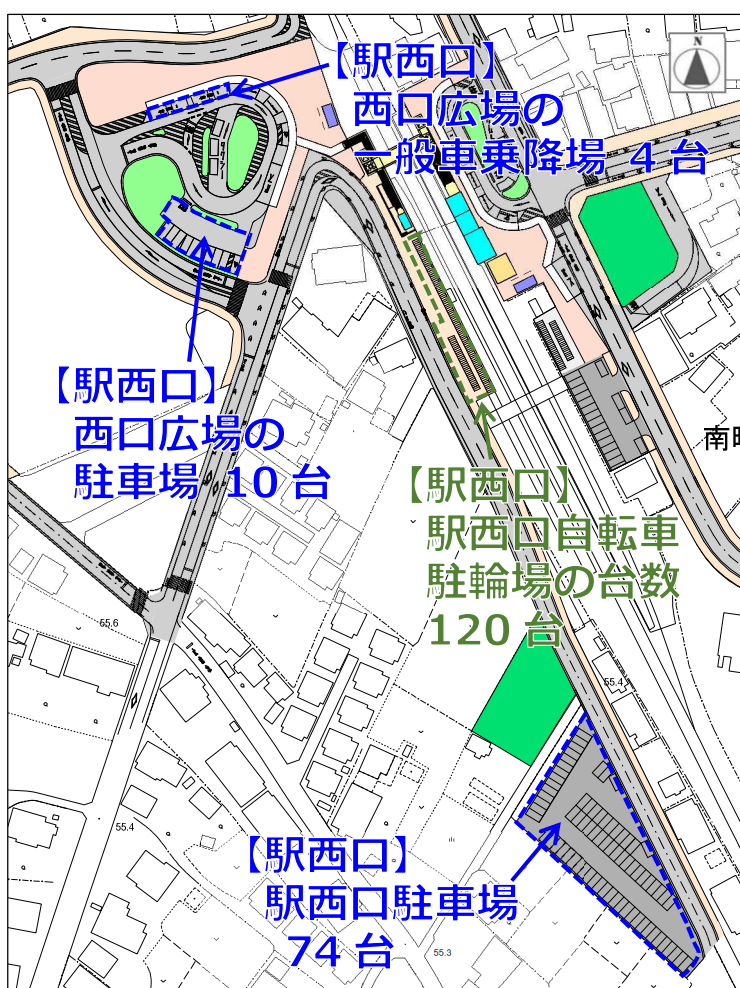 N
【駅西口】
西口広場の
一般車乗降場 4 台
【駅西口】
西口広場の
駐車場 10 台
南町
【駅西口】
駅西口自転車
駐輪場の台数
120 台
55.6
55.4
55.4
【駅西口】
駅西口駐車場
74 台
55.3